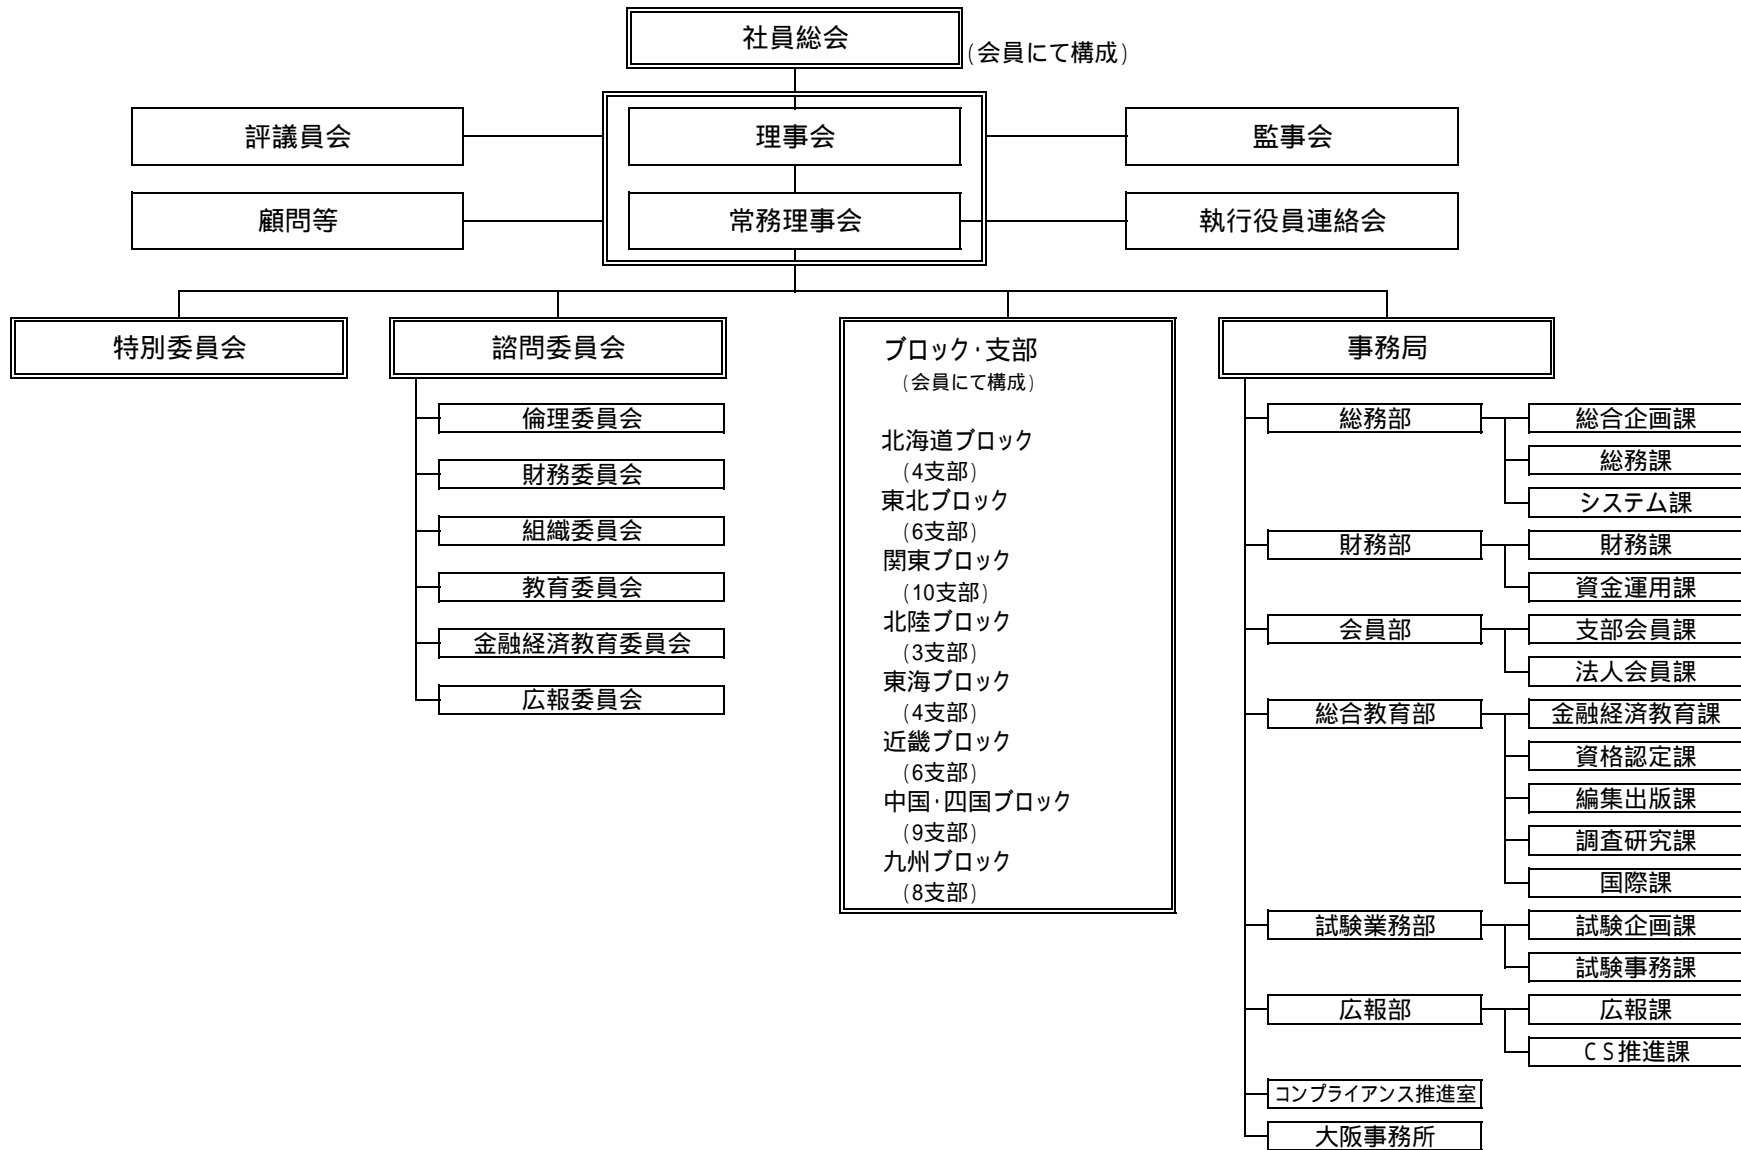 社員総会
(会員にて構成)
評議員会
理事会
監事会
顧問等
常務理事会
執行役員連絡会
特別委員会
諮問委員会
倫理委員会
財務委員会
組織委員会
教育委員会
金融経済教育委員会
広報委員会
ブロック･支部
(会員にて構成)
北海道ブロック
(4支部)
東北ブロック
(6支部)
関東ブロック
(10支部)
北陸ブロック
(3支部)
東海ブロック
(4支部)
近畿ブロック
(6支部)
中国･四国ブロック
(9支部)
九州ブロック
(8支部)
事務局
総務部
総合企画課
総務課
システム課
財務部
財務課
資金運用課
会員部
支部会員課
法人会員課
総合教育部
金融経済教育課
資格認定課
編集出版課
調査研究課
国際課
試験業務部
試験企画課
試験事務課
広報部
広報課
CS推進課
コンプライアンス推進室
大阪事務所